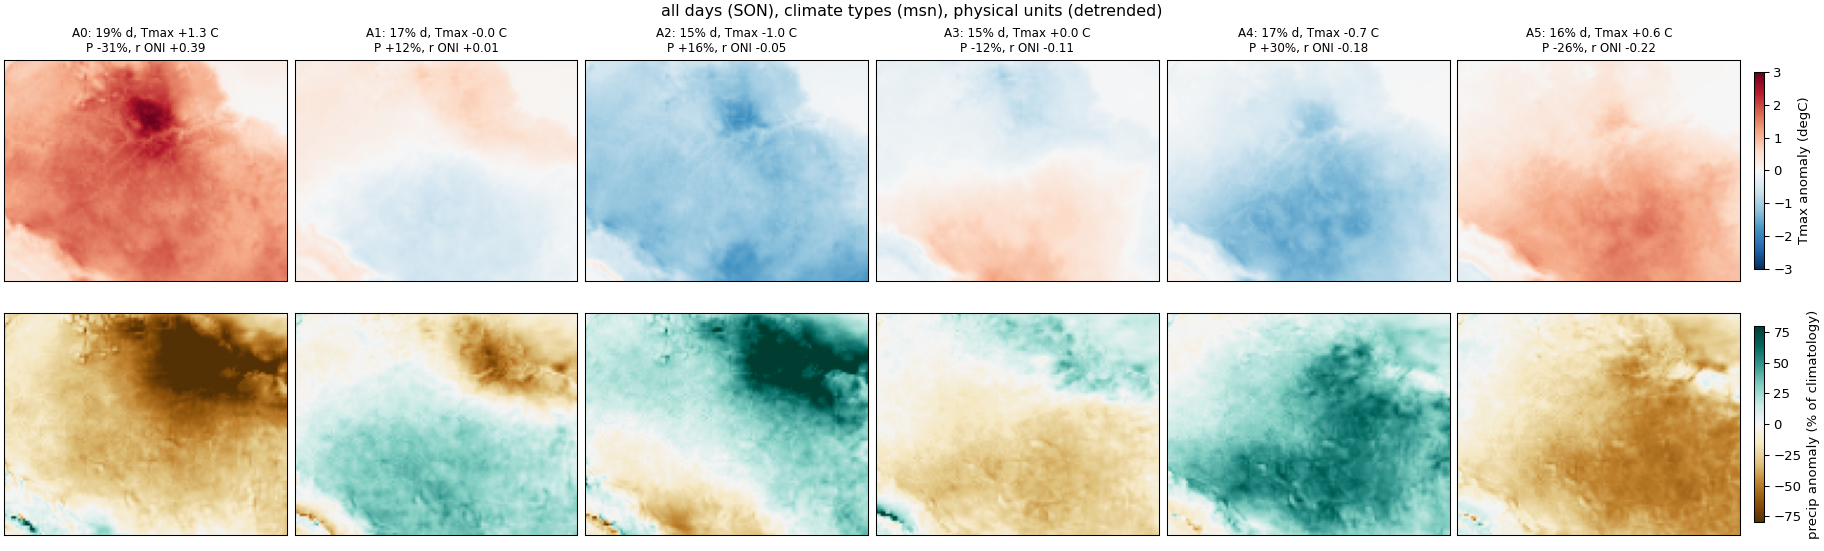 all days (SON), climate types (msn), physical units (detrended)
A0: 19% d, Tmax +1.3 C
P -31%, r ONI +0.39
A1: 17% d, Tmax -0.0 C
P +12%, r ONI +0.01
A2: 15% d, Tmax -1.0 C
P +16%, r ONI -0.05
A3: 15% d, Tmax +0.0 C
P -12%, r ONI -0.11
A4: 17% d, Tmax -0.7 C
P +30%, r ONI -0.18
A5: 16% d, Tmax +0.6 C
P -26%, r ONI -0.22
3
2
1
0
−1
−2
−3
Tmax anomaly (degC)
75
50
25
0
−25
−50
−75
precip anomaly (% of climatology)